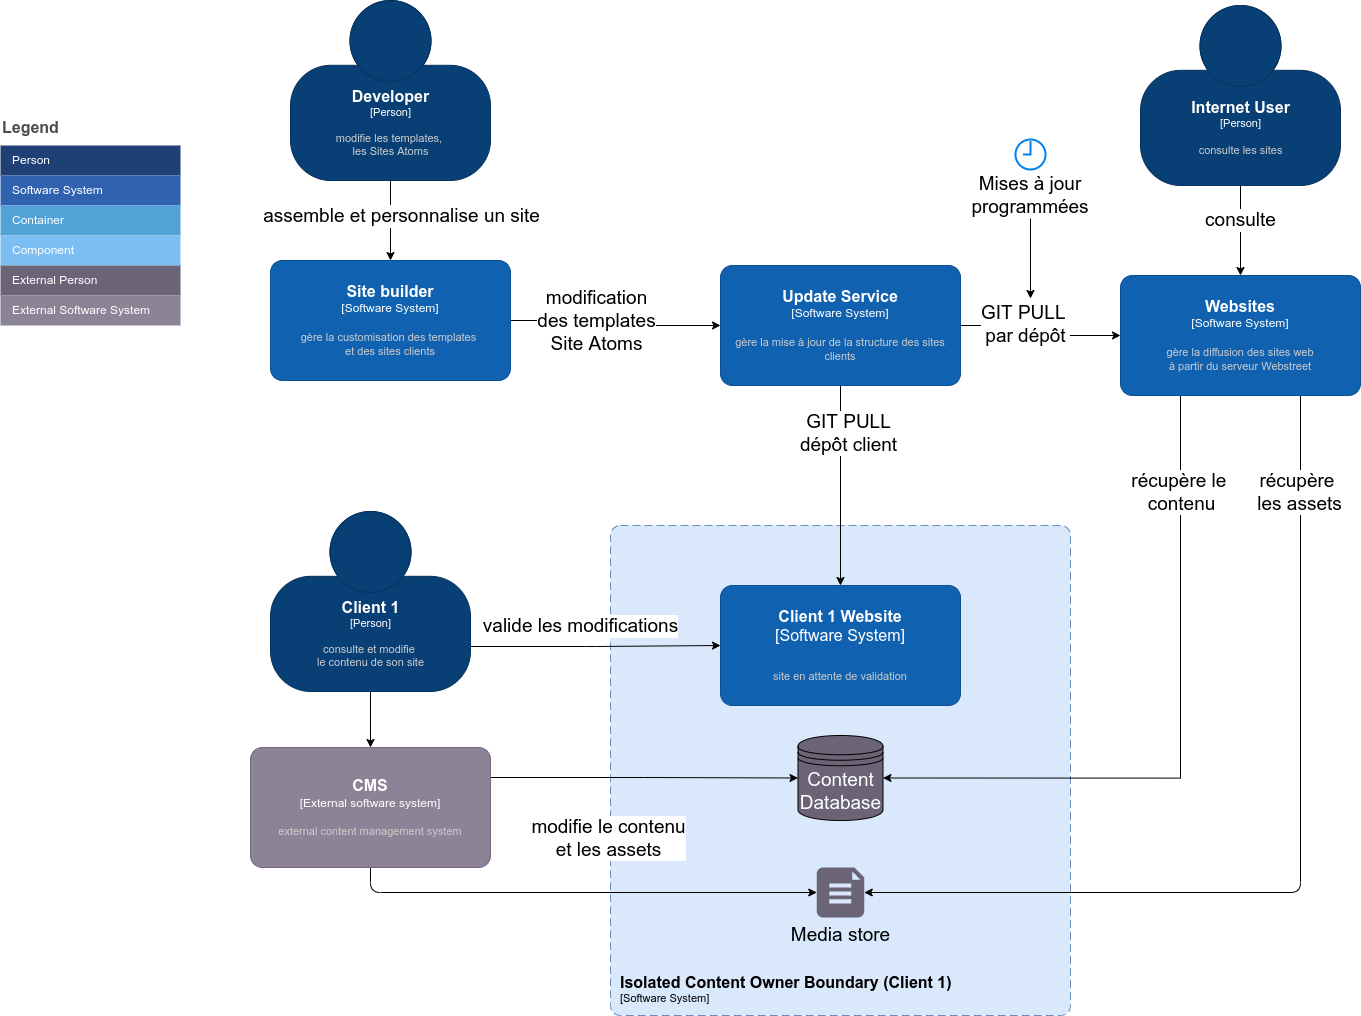 Legend
Person
Software System
Container
Component
External Person
External Software System
Developer
[Person]
modifie les templates,
les Sites Atoms
assemble et personnalise un site
Site builder
[Software System]
gère la customisation des templates
et des sites clients
modification
des templates
Site Atoms
Update Service
[Software System]
gère la mise à jour de la structure des sites
clients
Mises à jour
programmées
GIT PULL
par dépôt
Internet User
[Person]
consulte les sites
consulte
Websites
[Software System]
gère la diffusion des sites web
à partir du serveur Webstreet
GIT PULL
dépôt client
récupère le
contenu
récupère
les assets
Client 1
[Person]
consulte et modifie
le contenu de son site
valide les modifications
Client 1 Website
[Software System]
site en attente de validation
CMS
[External software system]
external content management system
Content
Database
modifie le contenu
et les assets
Media store
Isolated Content Owner Boundary (Client 1)
[Software System]